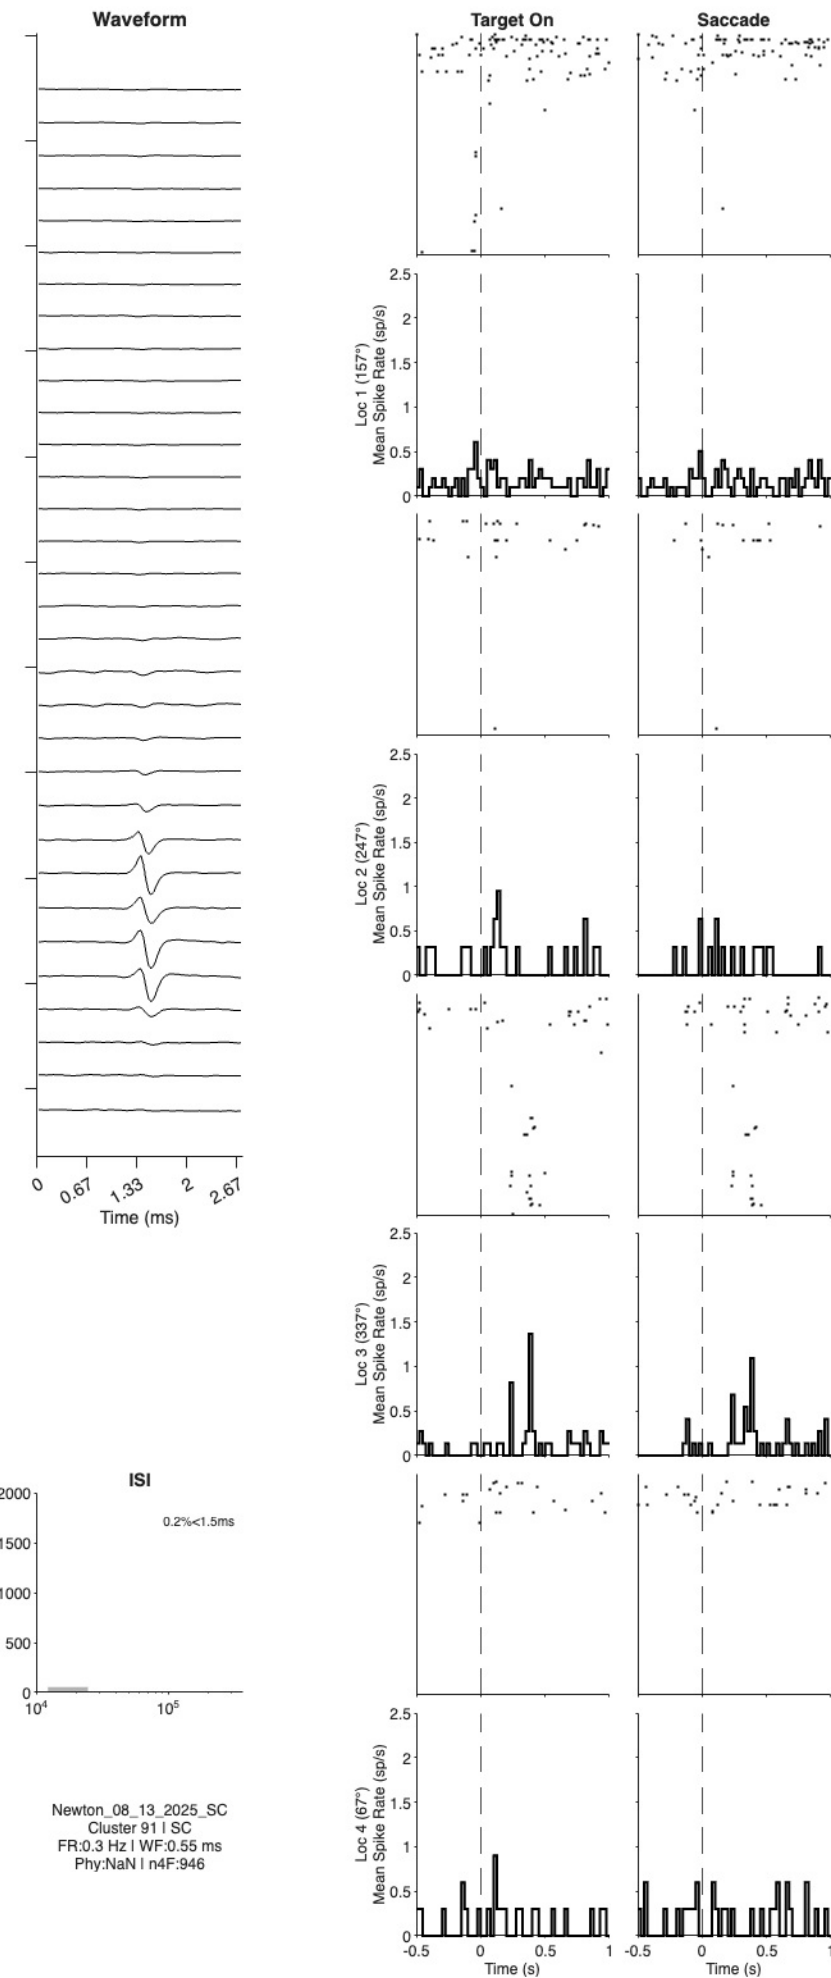 Waveform
Target On
Saccade
2.5
2
1.5
1
0.5
0
Loc 1 (157°)
Mean Spike Rate (sp/s)
2.5
2
1.5
1
0.5
0
Loc 2 (247°)
Mean Spike Rate (sp/s)
0
0.67
1.33
2
2.67
Time (ms)
2.5
2
1.5
1
0.5
0
Loc 3 (337°)
Mean Spike Rate (sp/s)
ISI
2000
1500
1000
500
0
0.2%<1.5ms
10⁴
10⁵
2.5
2
1.5
1
0.5
0
Loc 4 (67°)
Mean Spike Rate (sp/s)
Newton_08_13_2025_SC
Cluster 91 | SC
FR:0.3 Hz | WF:0.55 ms
Phy:NaN | n4F:946
-0.5
0
0.5
1
-0.5
0
0.5
1
Time (s)
Time (s)